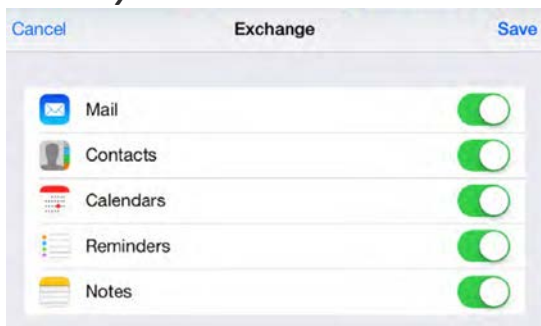 Cancel Exchange Save
Mail
Contacts
Calendars
Reminders
Notes